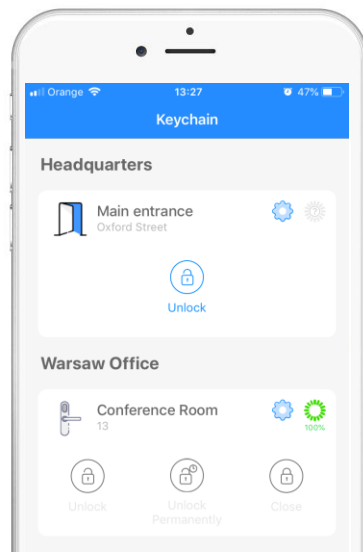 Orange 13:27 47%
Keychain
Headquarters
Main entrance
Oxford Street
Unlock
Warsaw Office
Conference Room
13
100%
Unlock Unlock Permanently Close